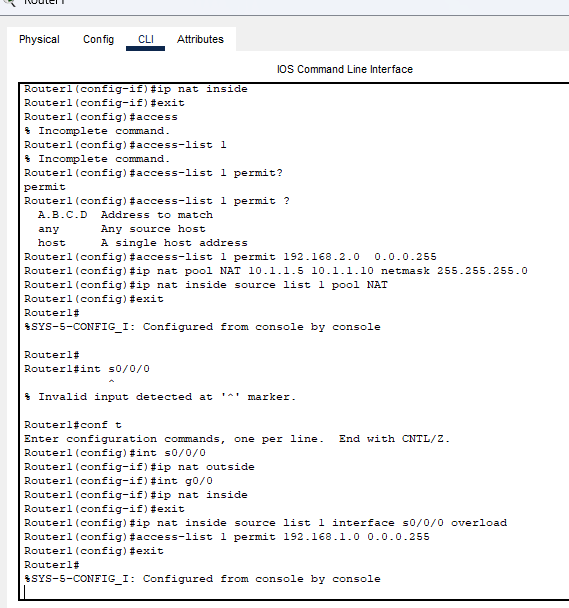 Router1
Physical Config CLI Attributes
IOS Command Line Interface
Router1(config-if)#ip nat inside
Router1(config-if)#exit
Router1(config)#access
% Incomplete command.
Router1(config)#access-list 1
% Incomplete command.
Router1(config)#access-list 1 permit?
permit
Router1(config)#access-list 1 permit ?
  A.B.C.D  Address to match
  any      Any source host
  host     A single host address
Router1(config)#access-list 1 permit 192.168.2.0  0.0.0.255
Router1(config)#ip nat pool NAT 10.1.1.5 10.1.1.10 netmask 255.255.255.0
Router1(config)#ip nat inside source list 1 pool NAT
Router1(config)#exit
Router1#
%SYS-5-CONFIG_I: Configured from console by console
Router1#
Router1#int s0/0/0
            ^
% Invalid input detected at '^' marker.
Router1#conf t
Enter configuration commands, one per line.  End with CNTL/Z.
Router1(config)#int s0/0/0
Router1(config-if)#ip nat outside
Router1(config-if)#int g0/0
Router1(config-if)#ip nat inside
Router1(config-if)#exit
Router1(config)#ip nat inside source list 1 interface s0/0/0 overload
Router1(config)#access-list 1 permit 192.168.1.0 0.0.0.255
Router1(config)#exit
Router1#
%SYS-5-CONFIG_I: Configured from console by console